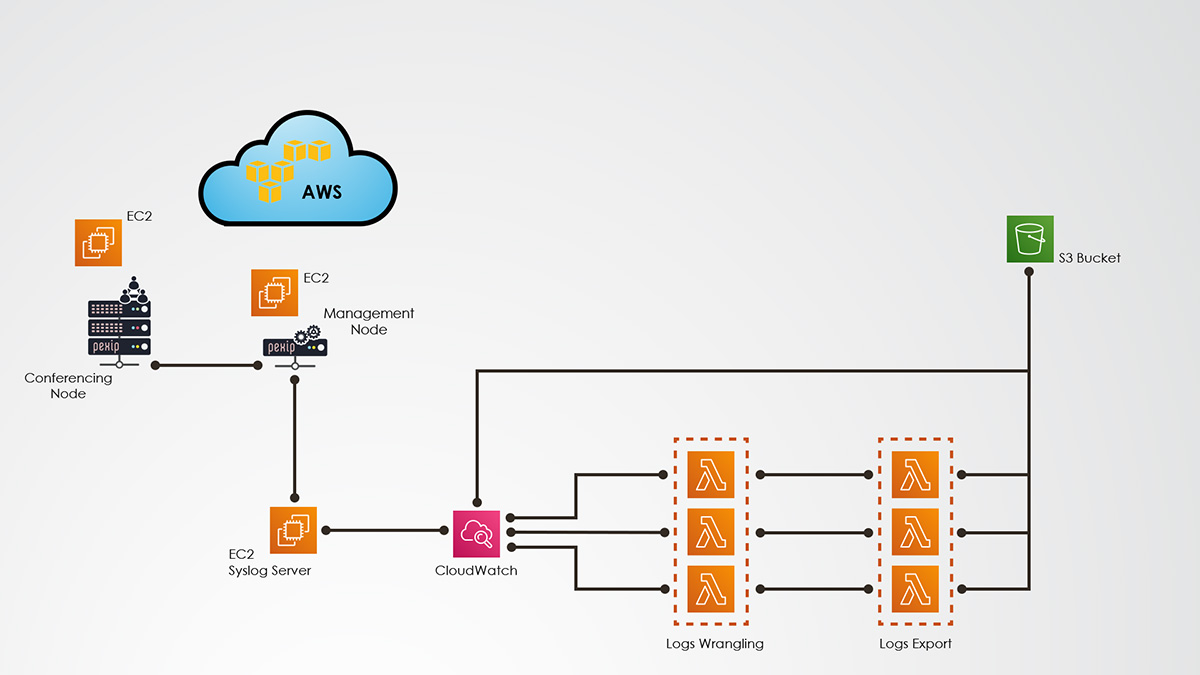 AWS
EC2
EC2
S3 Bucket
Management
Node
pexip
pexip
Conferencing
Node
EC2
Syslog Server
CloudWatch
Logs Wrangling
Logs Export